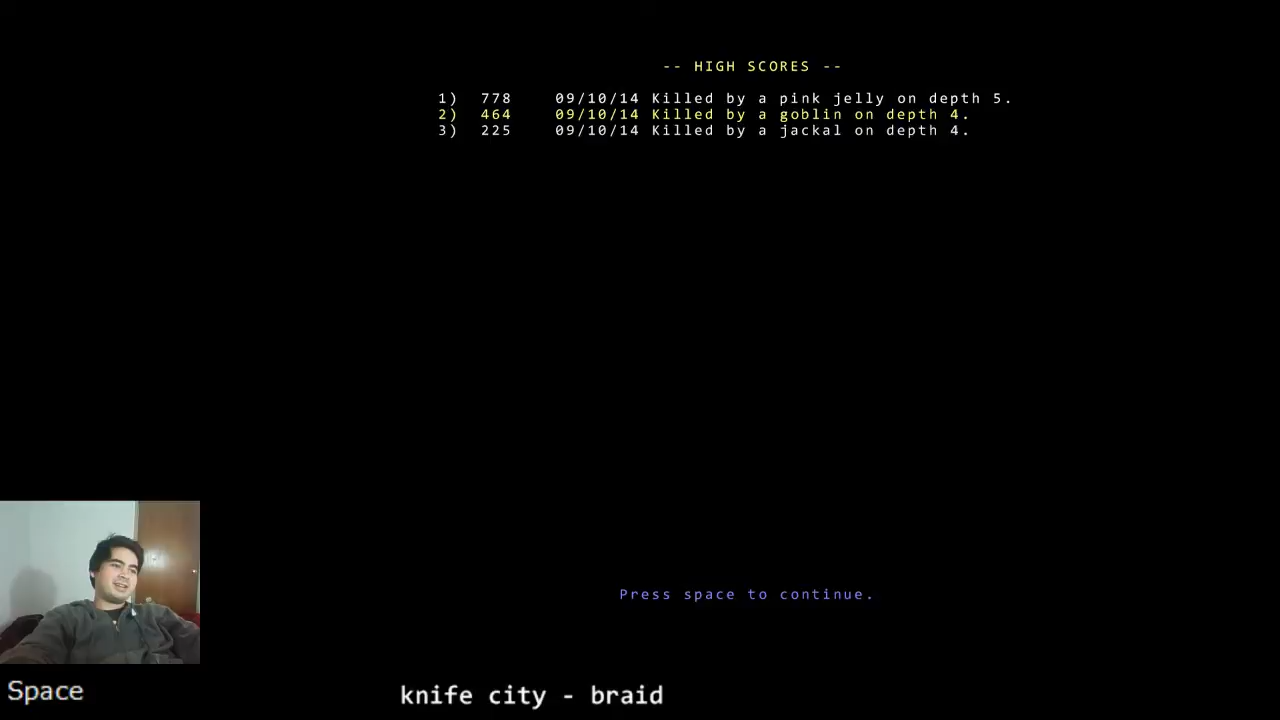 -- HIGH SCORES --
1) 778 09/10/14 Killed by a pink jelly on depth 5.
2) 464 09/10/14 Killed by a goblin on depth 4.
3) 225 09/10/14 Killed by a jackal on depth 4.
Press space to continue.
Space
knife city - braid